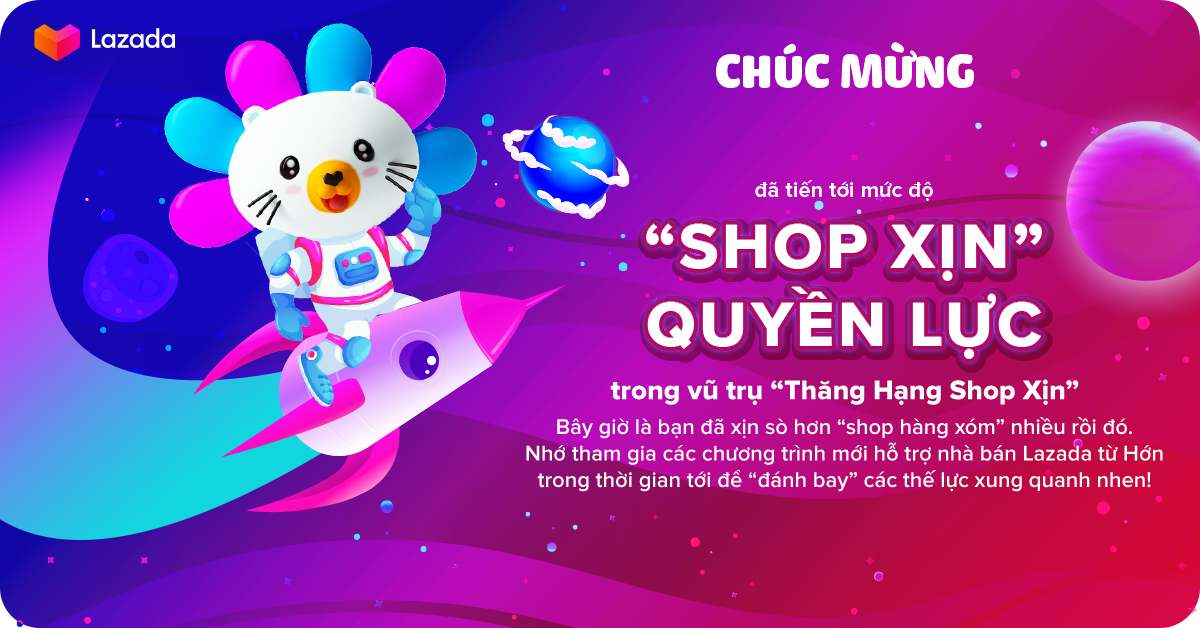 Lazada
CHÚC MỪNG
đã tiến tới mức độ
“SHOP XỊN”
QUYỀN LỰC
trong vũ trụ “Thăng Hạng Shop Xịn”
Bây giờ là bạn đã xịn sò hơn “shop hàng xóm” nhiều rồi đó.
Nhớ tham gia các chương trình mới hỗ trợ nhà bán Lazada từ Hớn
trong thời gian tới để “đánh bay” các thế lực xung quanh nhen!